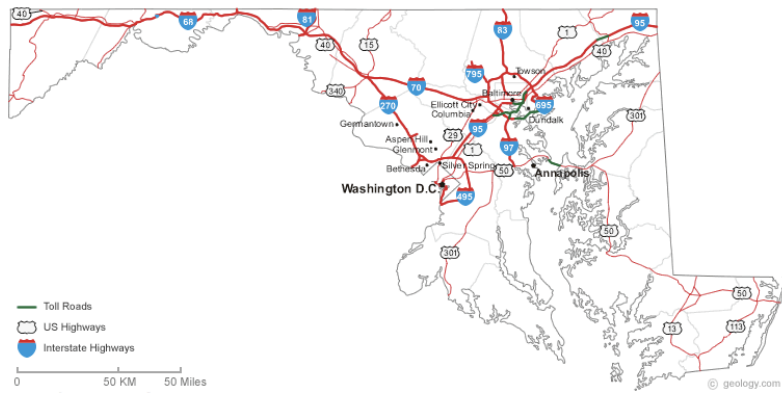 40
68
81
40
15
83
1
95
40
795
Towson
340
70
Baltimore
270
Ellicott City
695
Columbia
Dundalk
301
Germantown
95
29
Aspen Hill
97
Glenmont
1
Bethesda
Silver Spring
50
Annapolis
Washington D.C.
495
50
301
Toll Roads
US Highways
Interstate Highways
50
13
113
0
50 KM
50 Miles
© geology.com